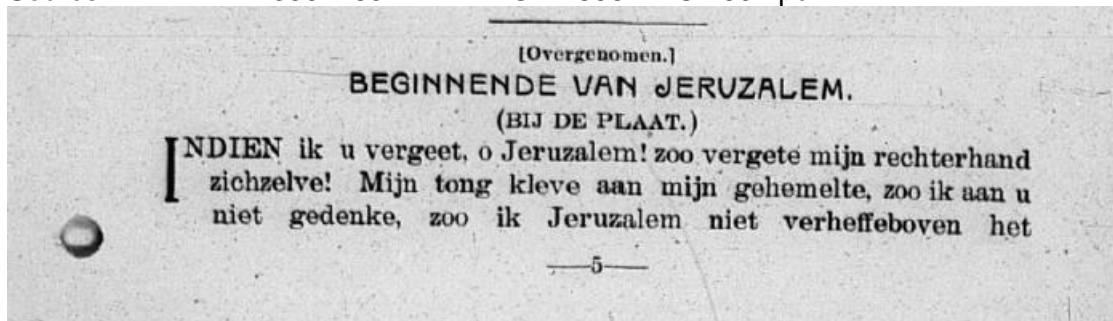 [Overgenomen.]
BEGINNENDE VAN JERUZALEM.
(BIJ DE PLAAT.)
INDIEN ik u vergeet, o Jeruzalem! zoo vergete mijn rechterhand
zichzelve! Mijn tong kleve aan mijn gehemelte, zoo ik aan u
niet gedenke, zoo ik Jeruzalem niet verheffeboven het
—5—